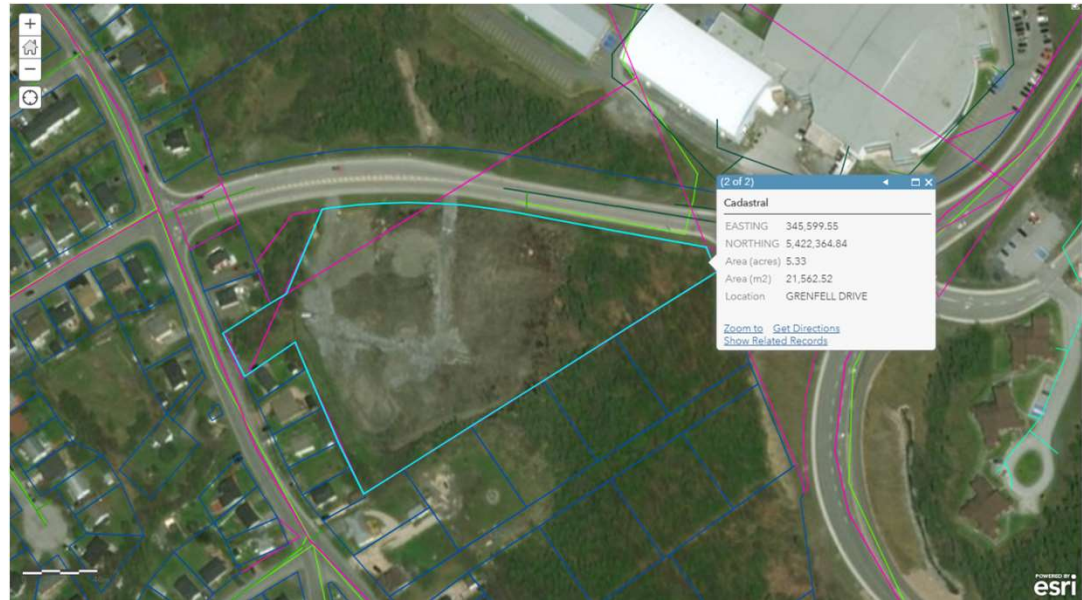 +
−
(2 of 2)
Cadastral
EASTING 345,599.55
NORTHING 5,422,364.84
Area (acres) 5.33
Area (m2) 21,562.52
Location GRENFELL DRIVE
Zoom to Get Directions
Show Related Records
POWERED BY
esri